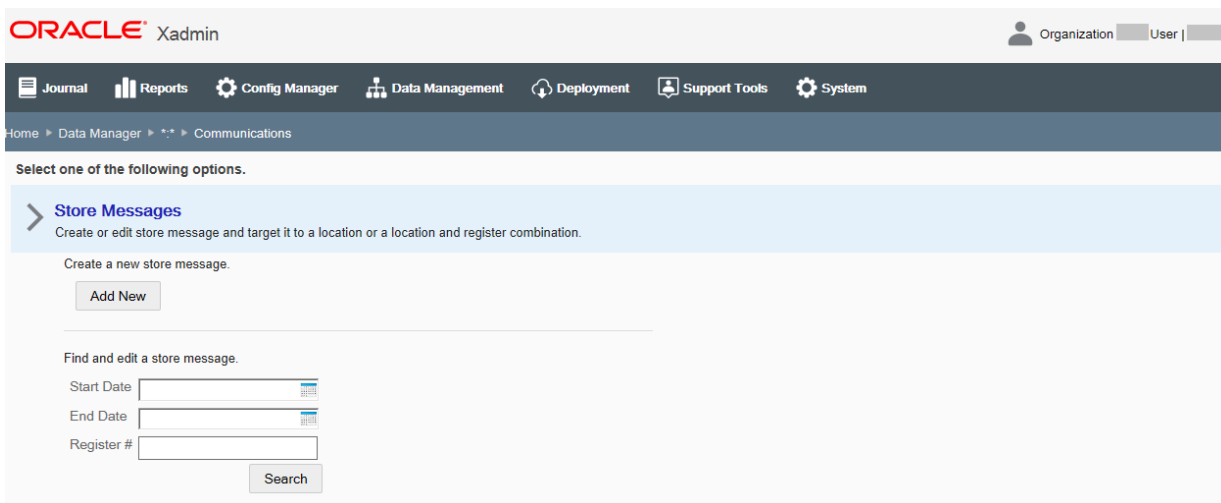 ORACLE® Xadmin
Organization User |
Journal Reports Config Manager Data Management Deployment Support Tools System
Home ▶ Data Manager ▶ *:* ▶ Communications
Select one of the following options.
Store Messages
Create or edit store message and target it to a location or a location and register combination.
Create a new store message.
Add New
Find and edit a store message.
Start Date
End Date
Register #
Search